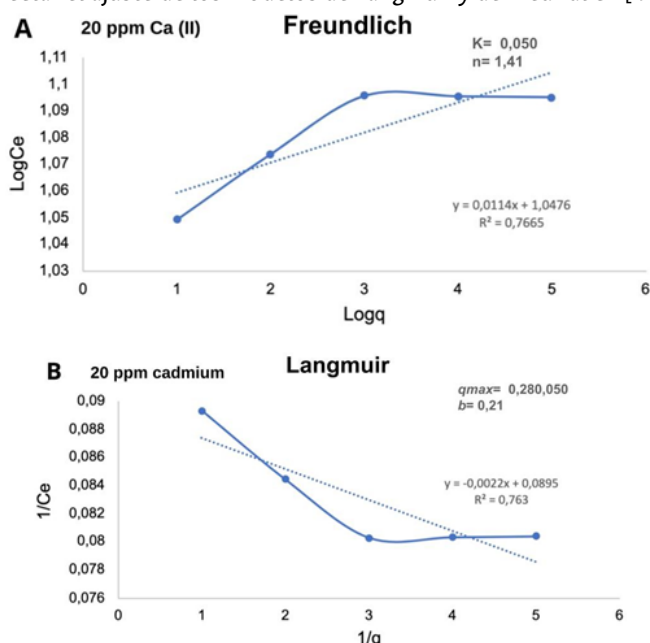 A 20 ppm Ca (II) Freundlich
K= 0,050
n= 1,41
1,11
1,1
1,09
1,08
1,07
1,06
1,05
1,04
1,03
LogCe
y = 0,0114x + 1,0476
R² = 0,7665
0 1 2 3 4 5 6
Logq
B 20 ppm cadmium Langmuir
qmax= 0,280,050
b= 0,21
0,09
0,088
0,086
0,084
0,082
0,08
0,078
0,076
1/Ce
y = -0,0022x + 0,0895
R² = 0,763
0 1 2 3 4 5 6
1/q